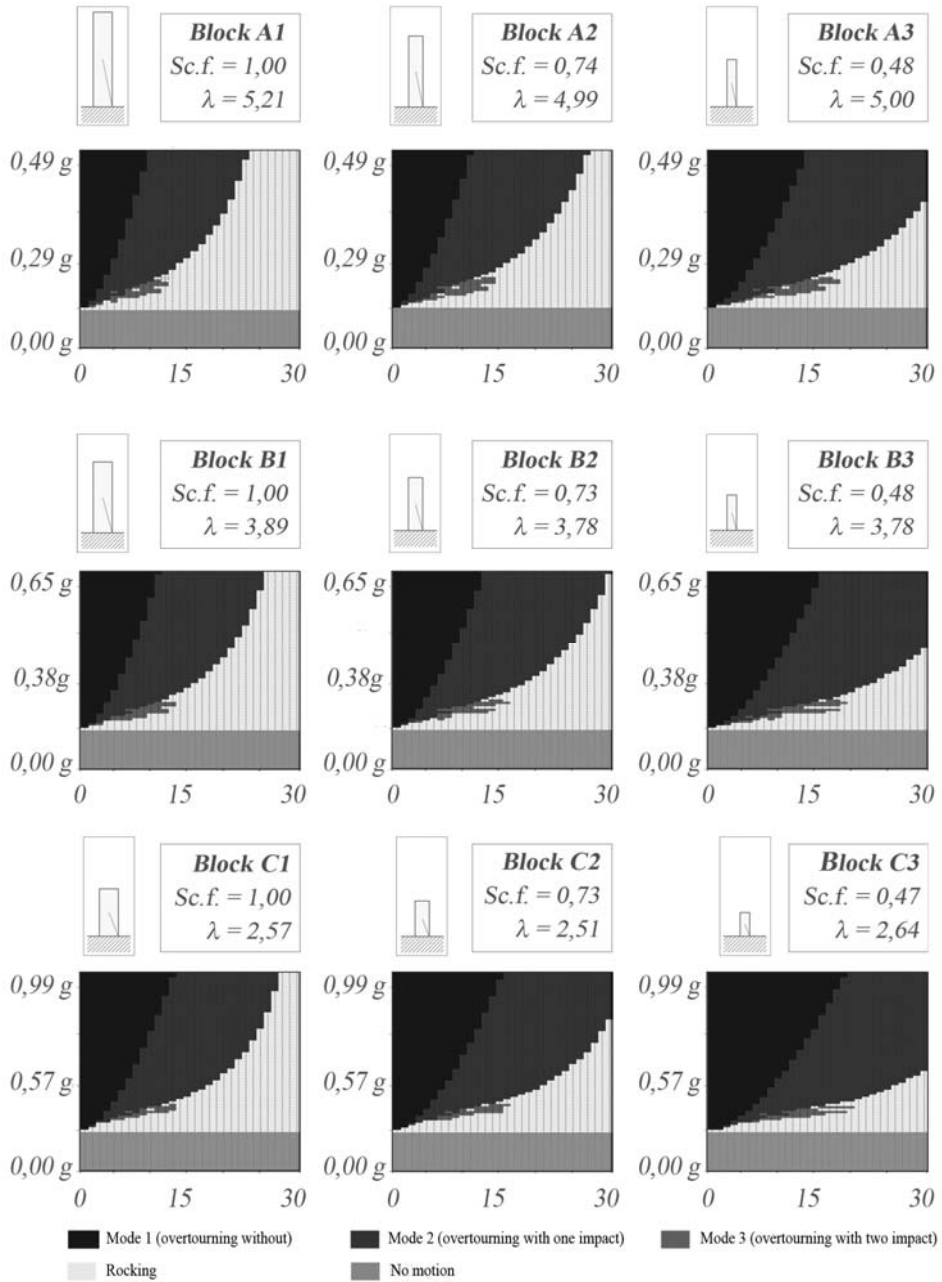 Block A1
Sc.f. = 1,00
λ = 5,21
Block A2
Sc.f. = 0,74
λ = 4,99
Block A3
Sc.f. = 0,48
λ = 5,00
0,49 g
0,29 g
0,00 g
0 15 30
0,49 g
0,29 g
0,00 g
0 15 30
0,49 g
0,29 g
0,00 g
0 15 30
Block B1
Sc.f. = 1,00
λ = 3,89
Block B2
Sc.f. = 0,73
λ = 3,78
Block B3
Sc.f. = 0,48
λ = 3,78
0,65 g
0,38g
0,00 g
0 15 30
0,65 g
0,38g
0,00 g
0 15 30
0,65 g
0,38g
0,00 g
0 15 30
Block C1
Sc.f. = 1,00
λ = 2,57
Block C2
Sc.f. = 0,73
λ = 2,51
Block C3
Sc.f. = 0,47
λ = 2,64
0,99 g
0,57 g
0,00 g
0 15 30
0,99 g
0,57 g
0,00 g
0 15 30
0,99 g
0,57 g
0,00 g
0 15 30
Mode 1 (overtourning without)
Mode 2 (overtourning with one impact)
Mode 3 (overtourning with two impact)
Rocking
No motion